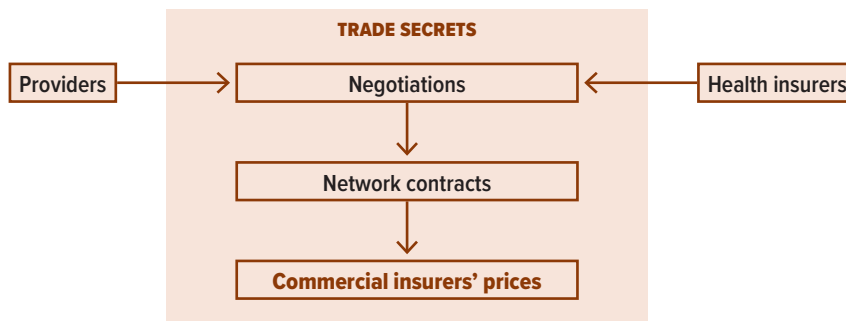 TRADE SECRETS
Providers
Negotiations
Health insurers
Network contracts
Commercial insurers’ prices